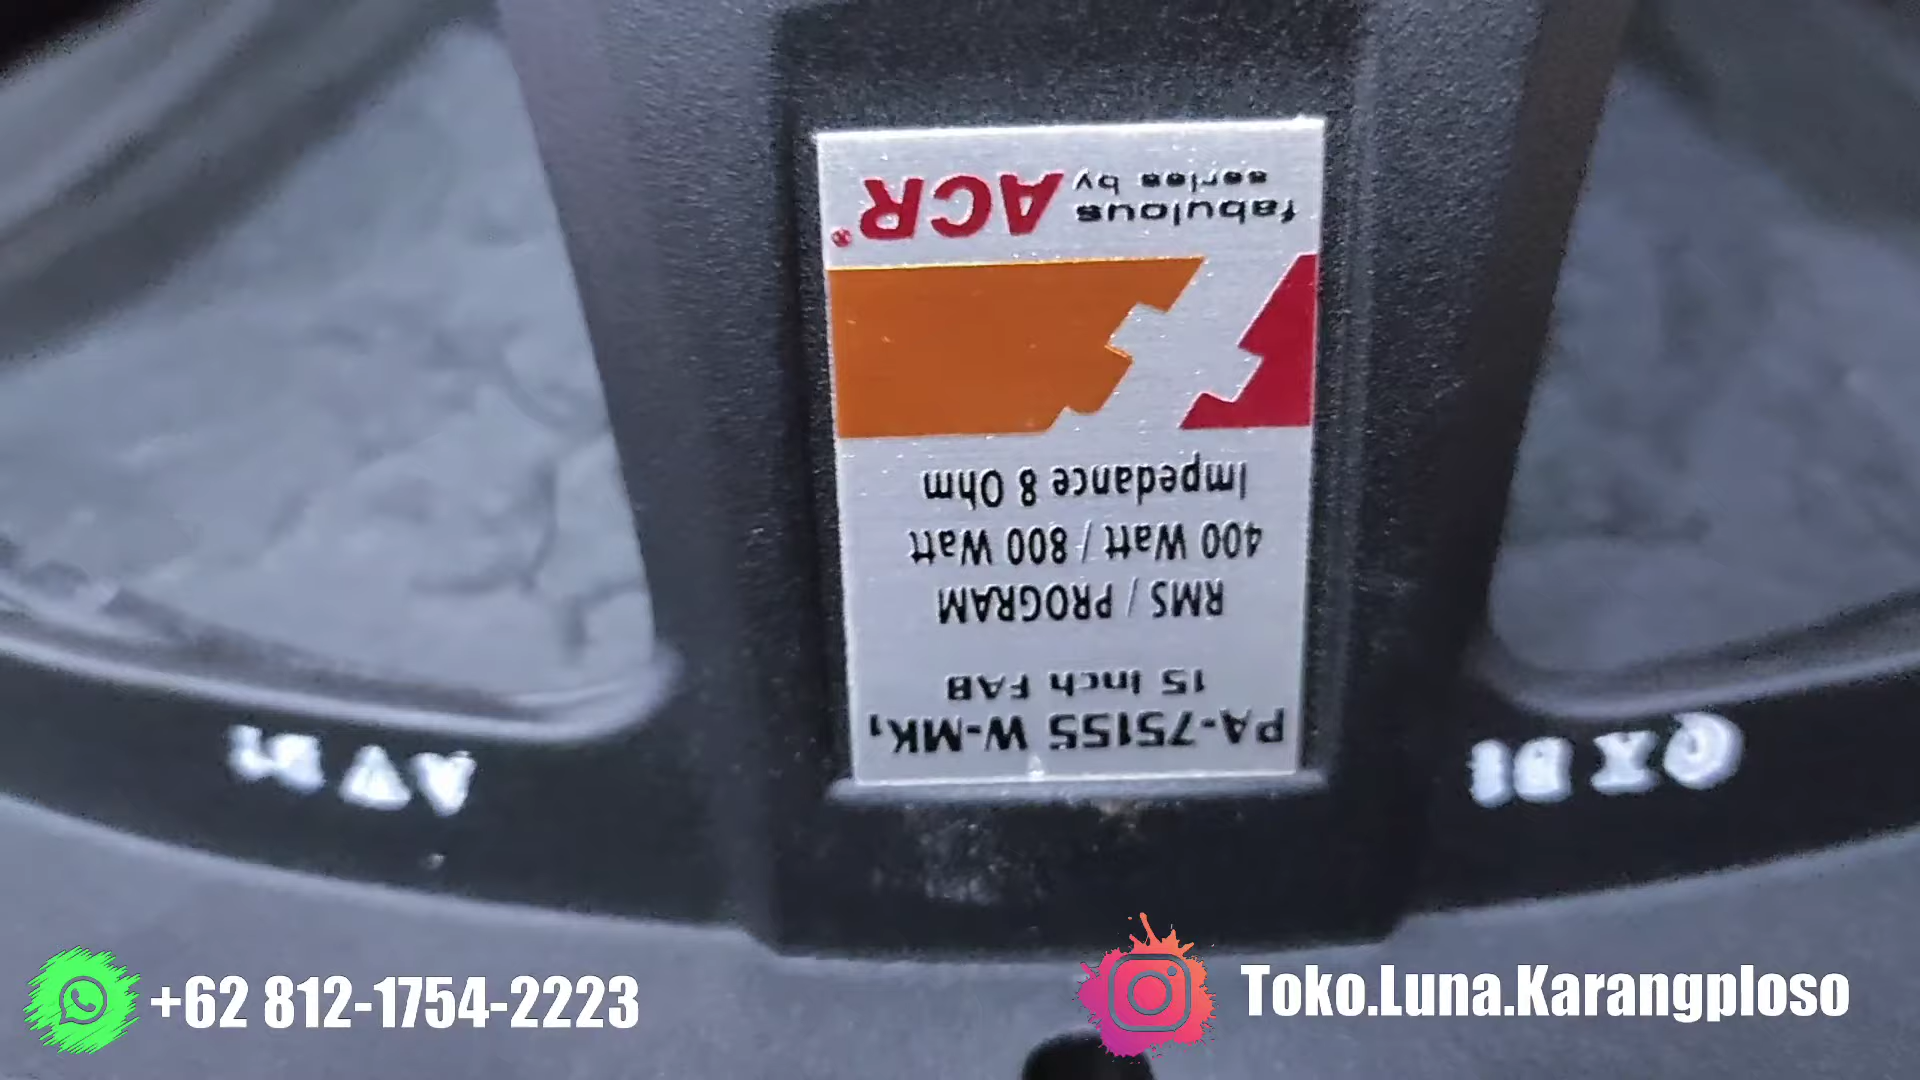 PA-75155 W-MK₁
15 inch FAB
RMS / PROGRAM
400 Watt / 800 Watt
Impedance 8 Ohm
fabulous
series by ACR®
+62 812-1754-2223
Toko.Luna.Karangploso